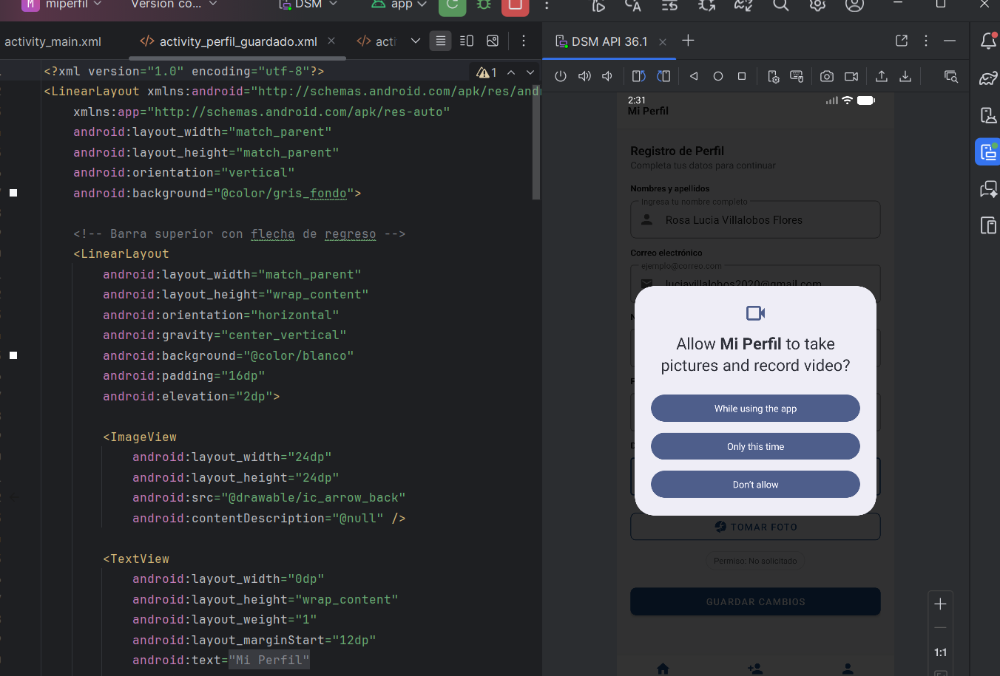 M miperfil
Version co...
DSM
app
activity_main.xml
activity_perfil_guardado.xml
acti
DSM API 36.1
<?xml version="1.0" encoding="utf-8"?>
1
<LinearLayout xmlns:android="http://schemas.android.com/apk/res/and
xmlns:app="http://schemas.android.com/apk/res-auto"
android:layout_width="match_parent"
android:layout_height="match_parent"
android:orientation="vertical"
android:background="@color/gris_fondo">
<!-- Barra superior con flecha de regreso -->
<LinearLayout
android:layout_width="match_parent"
android:layout_height="wrap_content"
android:orientation="horizontal"
android:gravity="center_vertical"
android:background="@color/blanco"
android:padding="16dp"
android:elevation="2dp">
<ImageView
android:layout_width="24dp"
android:layout_height="24dp"
android:src="@drawable/ic_arrow_back"
android:contentDescription="@null" />
<TextView
android:layout_width="0dp"
android:layout_height="wrap_content"
android:layout_weight="1"
android:layout_marginStart="12dp"
android:text="Mi Perfil"
2:31
Mi Perfil
Registro de Perfil
Completa tus datos para continuar
Nombres y apellidos
Ingresa tu nombre completo
Rosa Lucia Villalobos Flores
Correo electrónico
ejemplo@correo.com
luciavillalobos2020@gmail.com
Allow Mi Perfil to take
pictures and record video?
While using the app
Only this time
Don't allow
TOMAR FOTO
Permiso: No solicitado
GUARDAR CAMBIOS
1:1